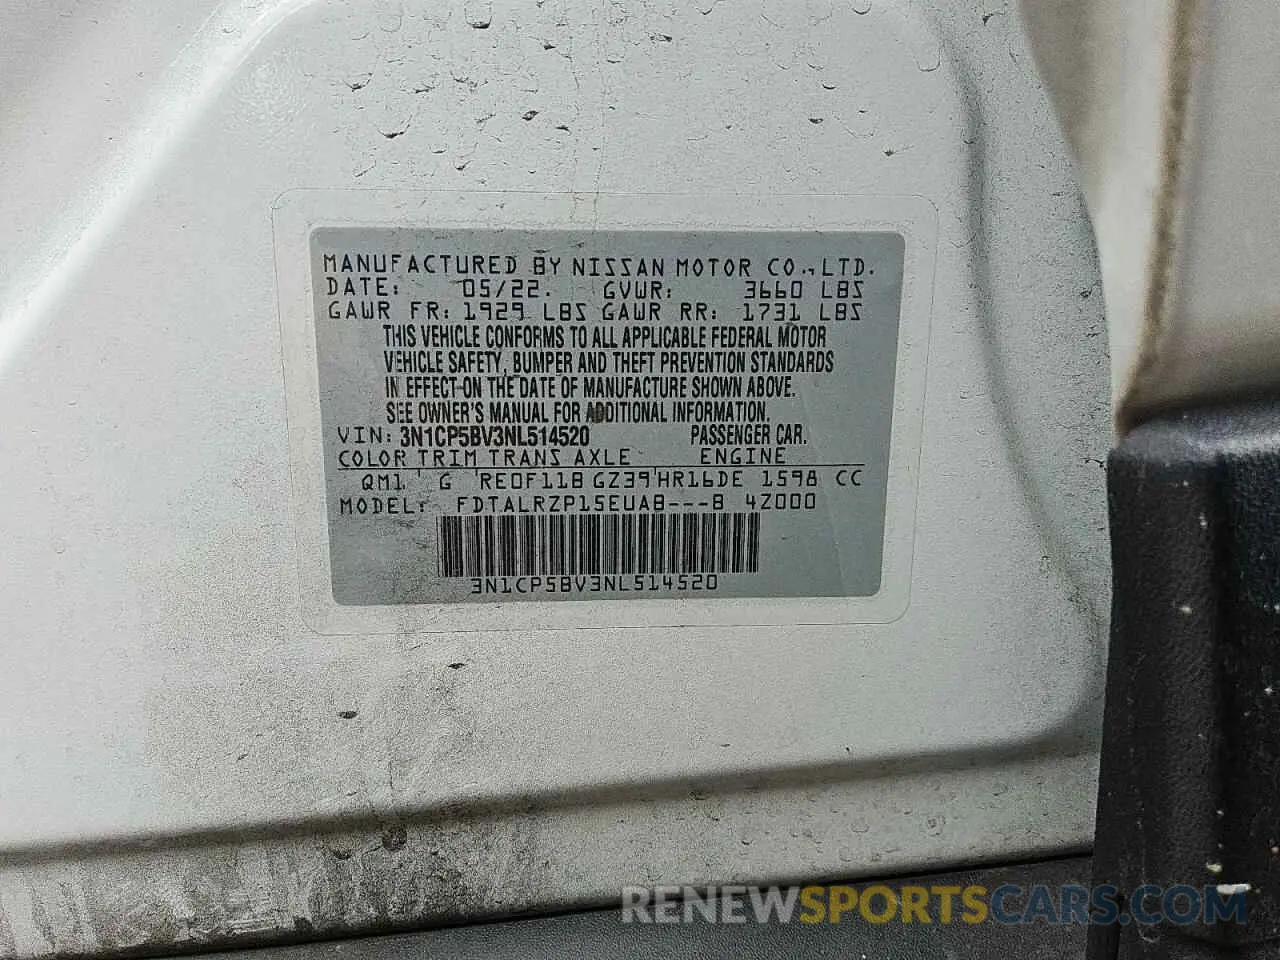 MANUFACTURED BY NISSAN MOTOR CO., LTD.
DATE: 05/22. GVWR: 3660 LBS
GAWR FR: 1929 LBS GAWR RR: 1731 LBS
THIS VEHICLE CONFORMS TO ALL APPLICABLE FEDERAL MOTOR
VEHICLE SAFETY, BUMPER AND THEFT PREVENTION STANDARDS
IN EFFECT ON THE DATE OF MANUFACTURE SHOWN ABOVE.
SEE OWNER'S MANUAL FOR ADDITIONAL INFORMATION.
VIN: 3N1CP5BV3NL514520 PASSENGER CAR.
COLOR TRIM TRANS AXLE ENGINE
QM1 G RE0F11B GZ39 HR16DE 1598 CC
MODEL: FDTALRZP15EUAB---B 4Z000
3N1CP5BV3NL514520
RENEWSPORTSCARS.COM